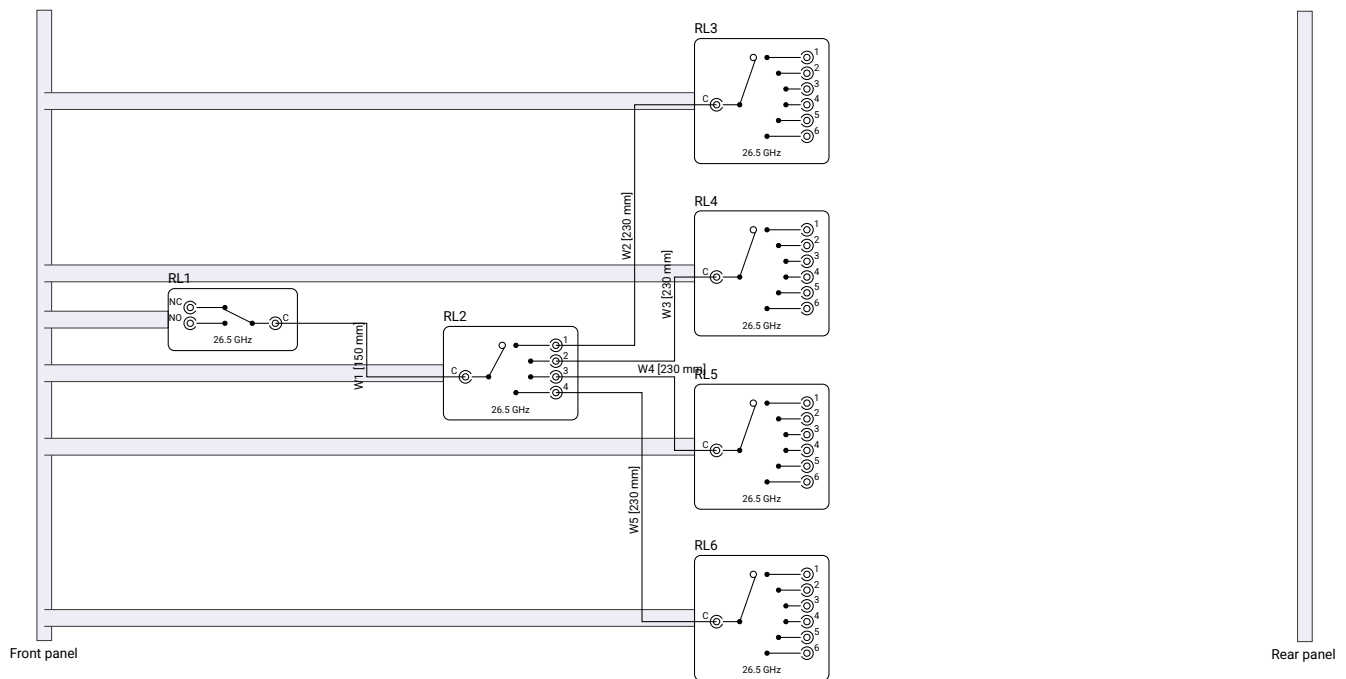 RL3
C
1
2
3
4
5
6
26.5 GHz
W2 [230 mm]
RL4
C
1
2
3
4
5
6
26.5 GHz
W3 [230 mm]
RL1
NC
NO
C
26.5 GHz
W1 [150 mm]
RL2
C
1
2
3
4
26.5 GHz
W4 [230 mm]
RL5
C
1
2
3
4
5
6
26.5 GHz
W5 [230 mm]
RL6
C
1
2
3
4
5
6
26.5 GHz
Front panel
Rear panel